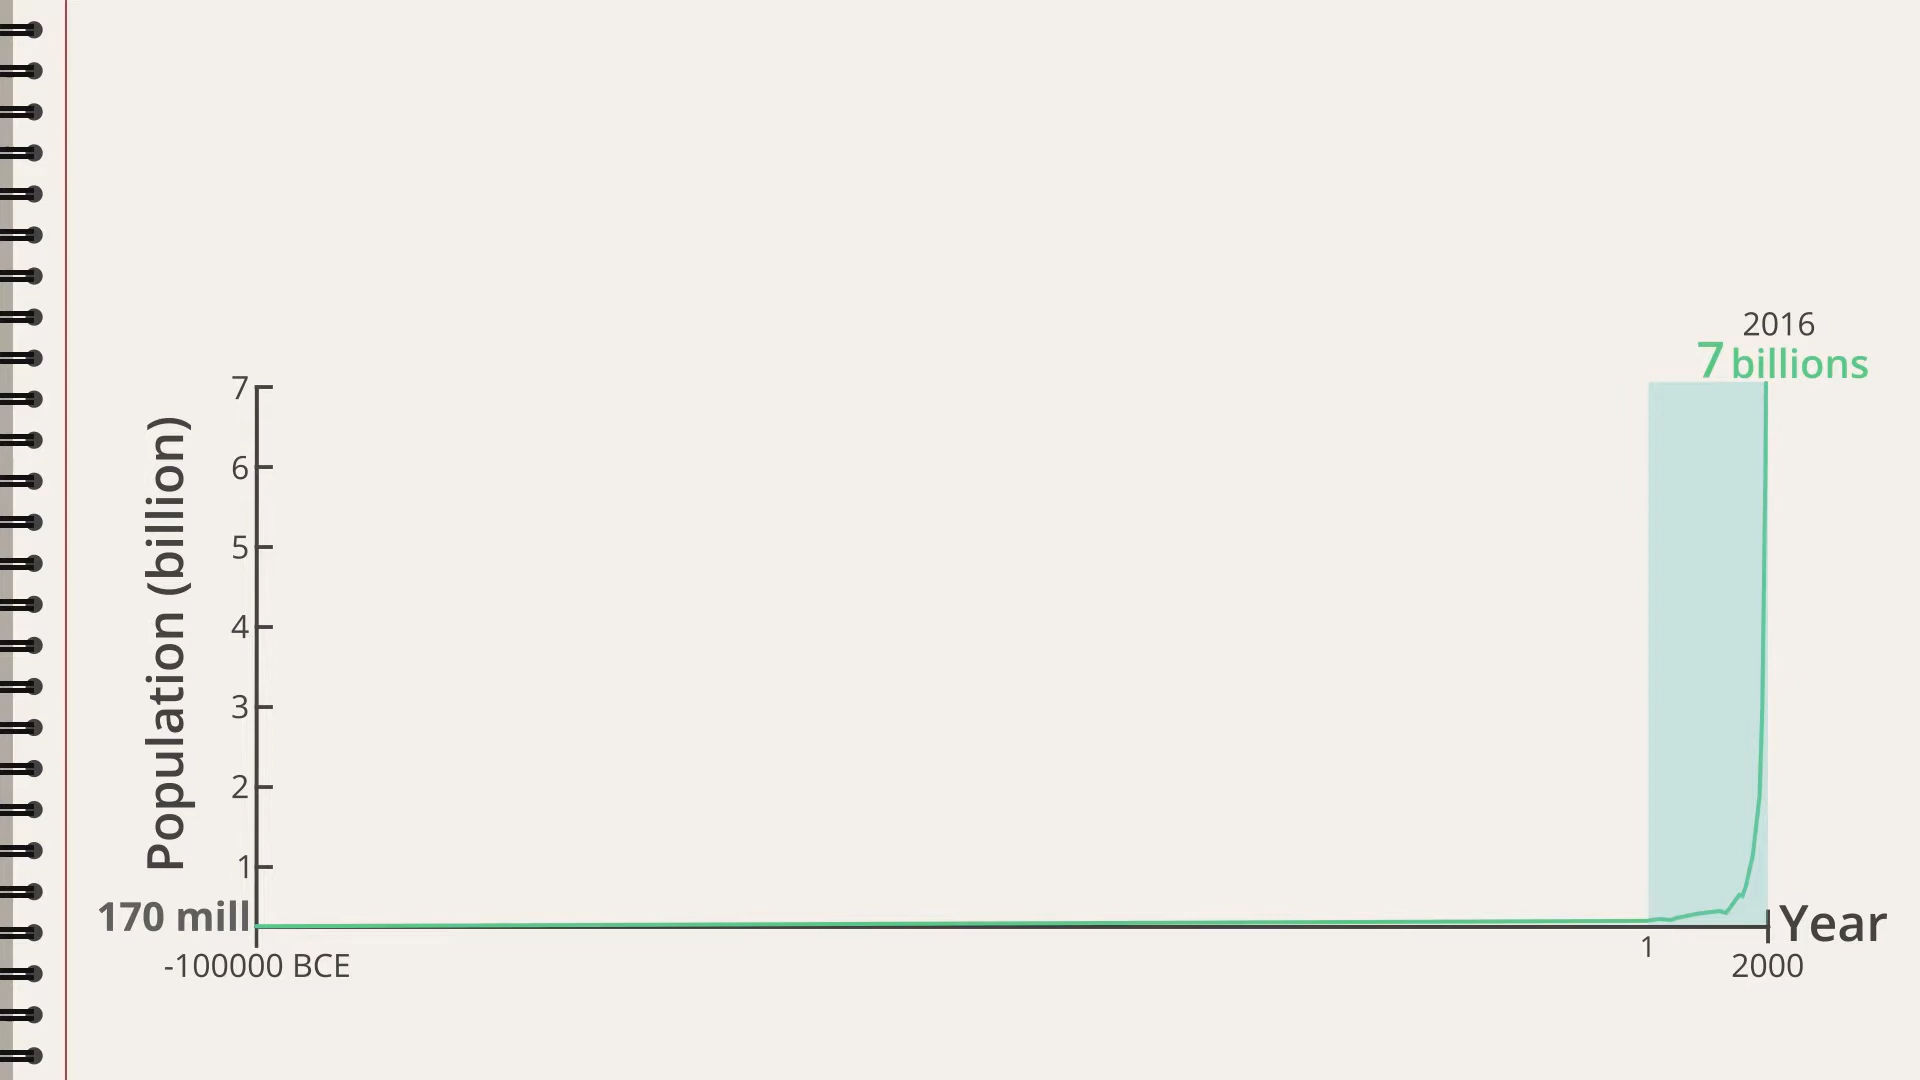 2016
7 billions
7
6
5
4
3
2
1
Population (billion)
170 mill
Year
-100000 BCE
1
2000